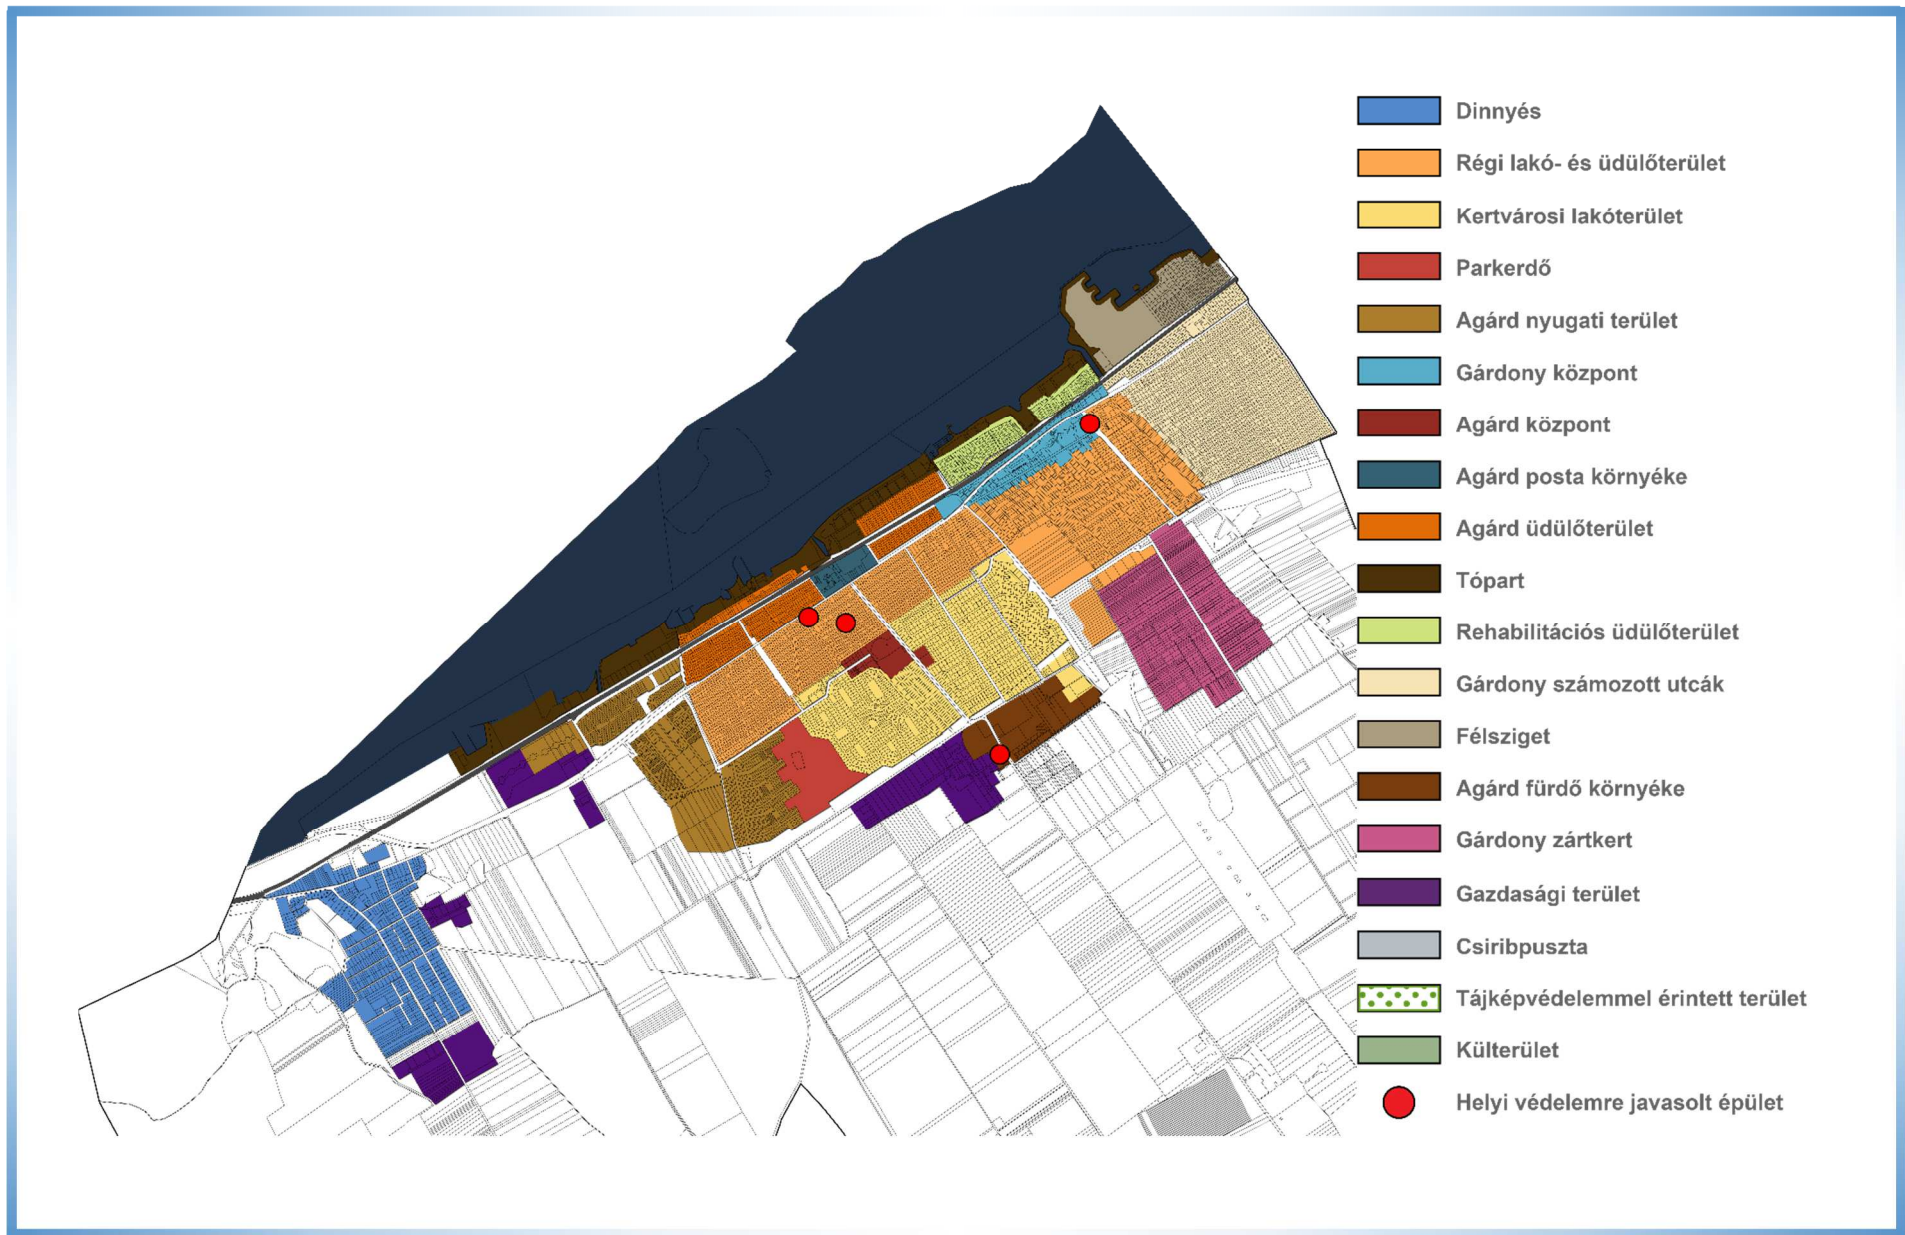 Dinnyés
Régi lakó- és üdülőterület
Kertvárosi lakóterület
Parkerdő
Agárd nyugati terület
Gárdony központ
Agárd központ
Agárd posta környéke
Agárd üdülőterület
Tópart
Rehabilitációs üdülőterület
Gárdony számozott utcák
Félsziget
Agárd fürdő környéke
Gárdony zártkert
Gazdasági terület
Csiribpuszta
Tájképvédelemmel érintett terület
Külterület
Helyi védelemre javasolt épület